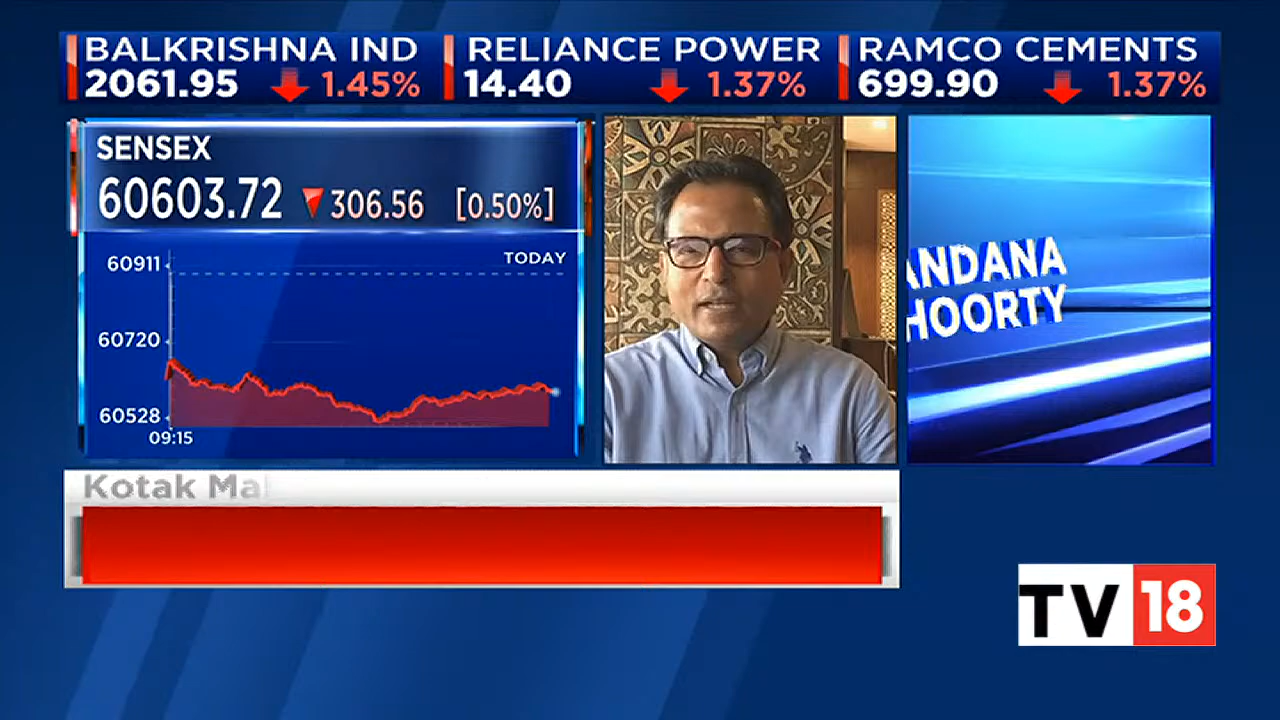 BALKRISHNA IND
2061.95 1.45%
RELIANCE POWER
14.40 1.37%
RAMCO CEMENTS
699.90 1.37%
SENSEX
60603.72 306.56 [0.50%]
TODAY
60911
60720
60528
09:15
ANDANA
HOORTY
Kotak Ma
TV18